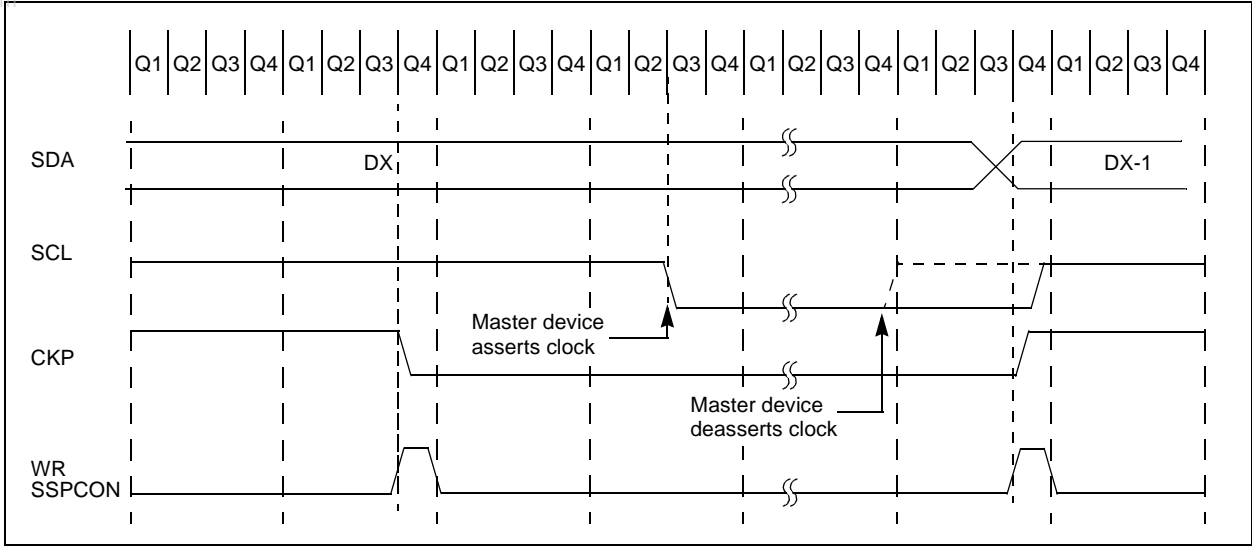 Q1 Q2 Q3 Q4 Q1 Q2 Q3 Q4 Q1 Q2 Q3 Q4 Q1 Q2 Q3 Q4 Q1 Q2 Q3 Q4 Q1 Q2 Q3 Q4 Q1 Q2 Q3 Q4
SDA
DX
DX-1
SCL
Master device
asserts clock
CKP
Master device
deasserts clock
WR
SSPCON